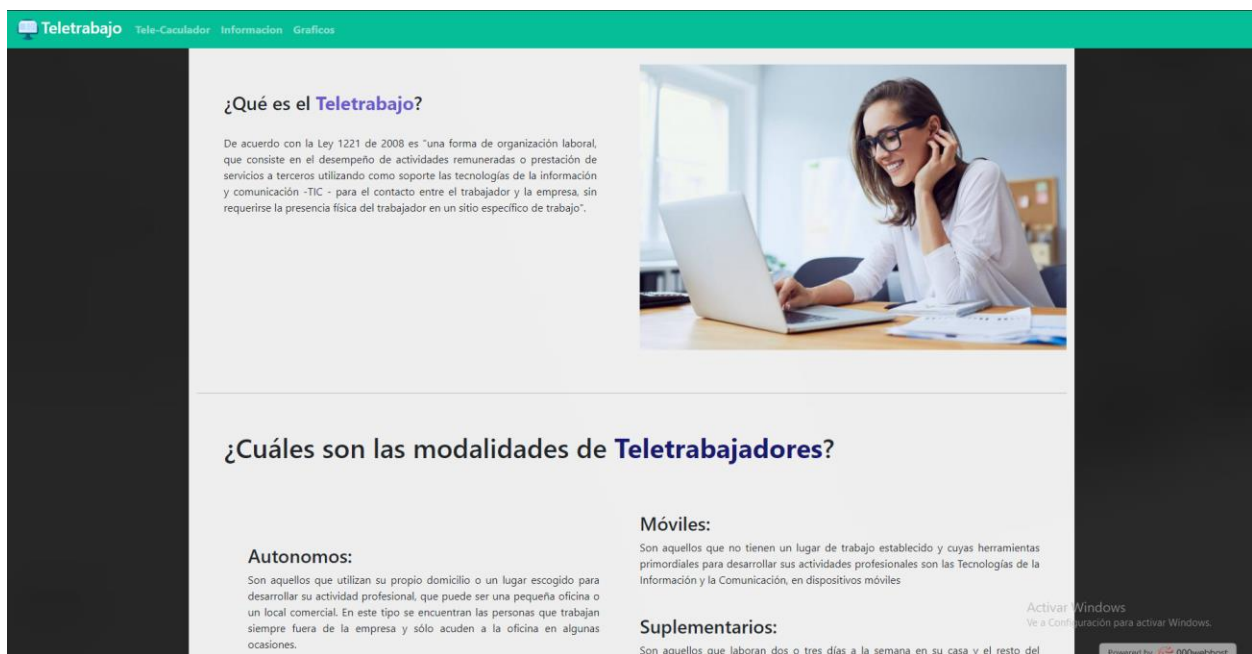 Teletrabajo Tele-Caculador Informacion Graficos
¿Qué es el Teletrabajo?
De acuerdo con la Ley 1221 de 2008 es "una forma de organización laboral,
que consiste en el desempeño de actividades remuneradas o prestación de
servicios a terceros utilizando como soporte las tecnologías de la información
y comunicación -TIC - para el contacto entre el trabajador y la empresa, sin
requerirse la presencia física del trabajador en un sitio específico de trabajo".
¿Cuáles son las modalidades de Teletrabajadores?
Autonomos:
Son aquellos que utilizan su propio domicilio o un lugar escogido para
desarrollar su actividad profesional, que puede ser una pequeña oficina o
un local comercial. En este tipo se encuentran las personas que trabajan
siempre fuera de la empresa y sólo acuden a la oficina en algunas
ocasiones.
Móviles:
Son aquellos que no tienen un lugar de trabajo establecido y cuyas herramientas
primordiales para desarrollar sus actividades profesionales son las Tecnologías de la
Información y la Comunicación, en dispositivos móviles
Suplementarios:
Son aquellos que laboran dos o tres días a la semana en su casa y el resto del
Activar Windows
Ve a Configuración para activar Windows.
Powered by 000webhost